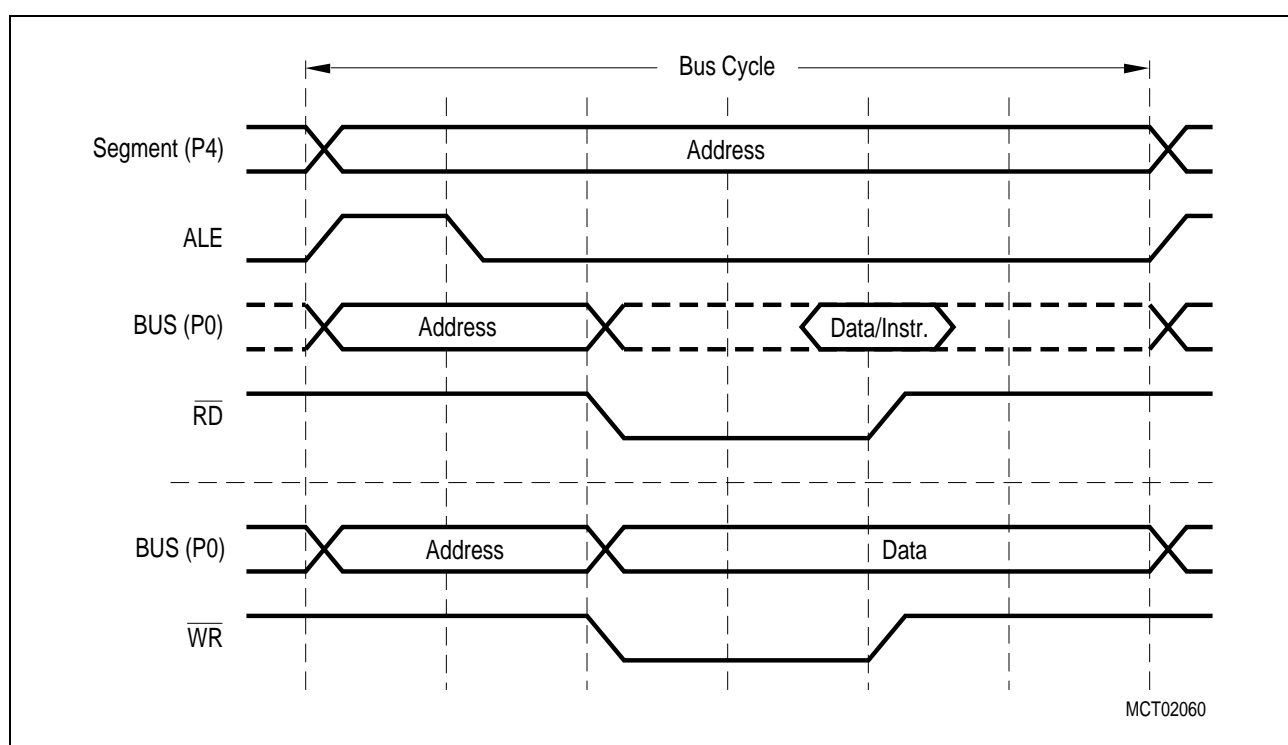 Bus Cycle
Segment (P4)
Address
ALE
BUS (P0)
Address
Data/Instr.
RD
BUS (P0)
Address
Data
WR
MCT02060